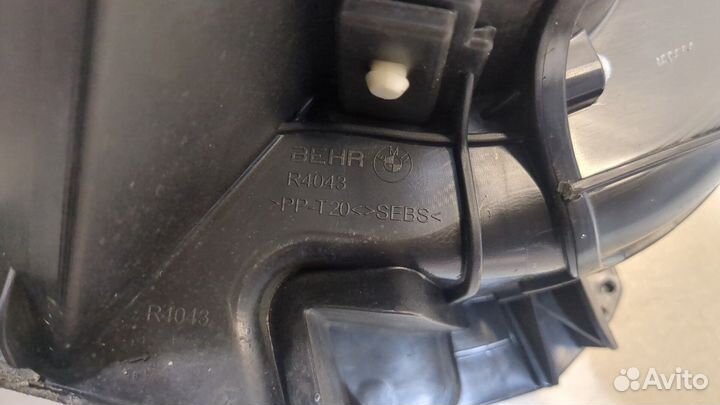 BEHR
R4043
>PP-T20<>SEBS<
R4043
Avito